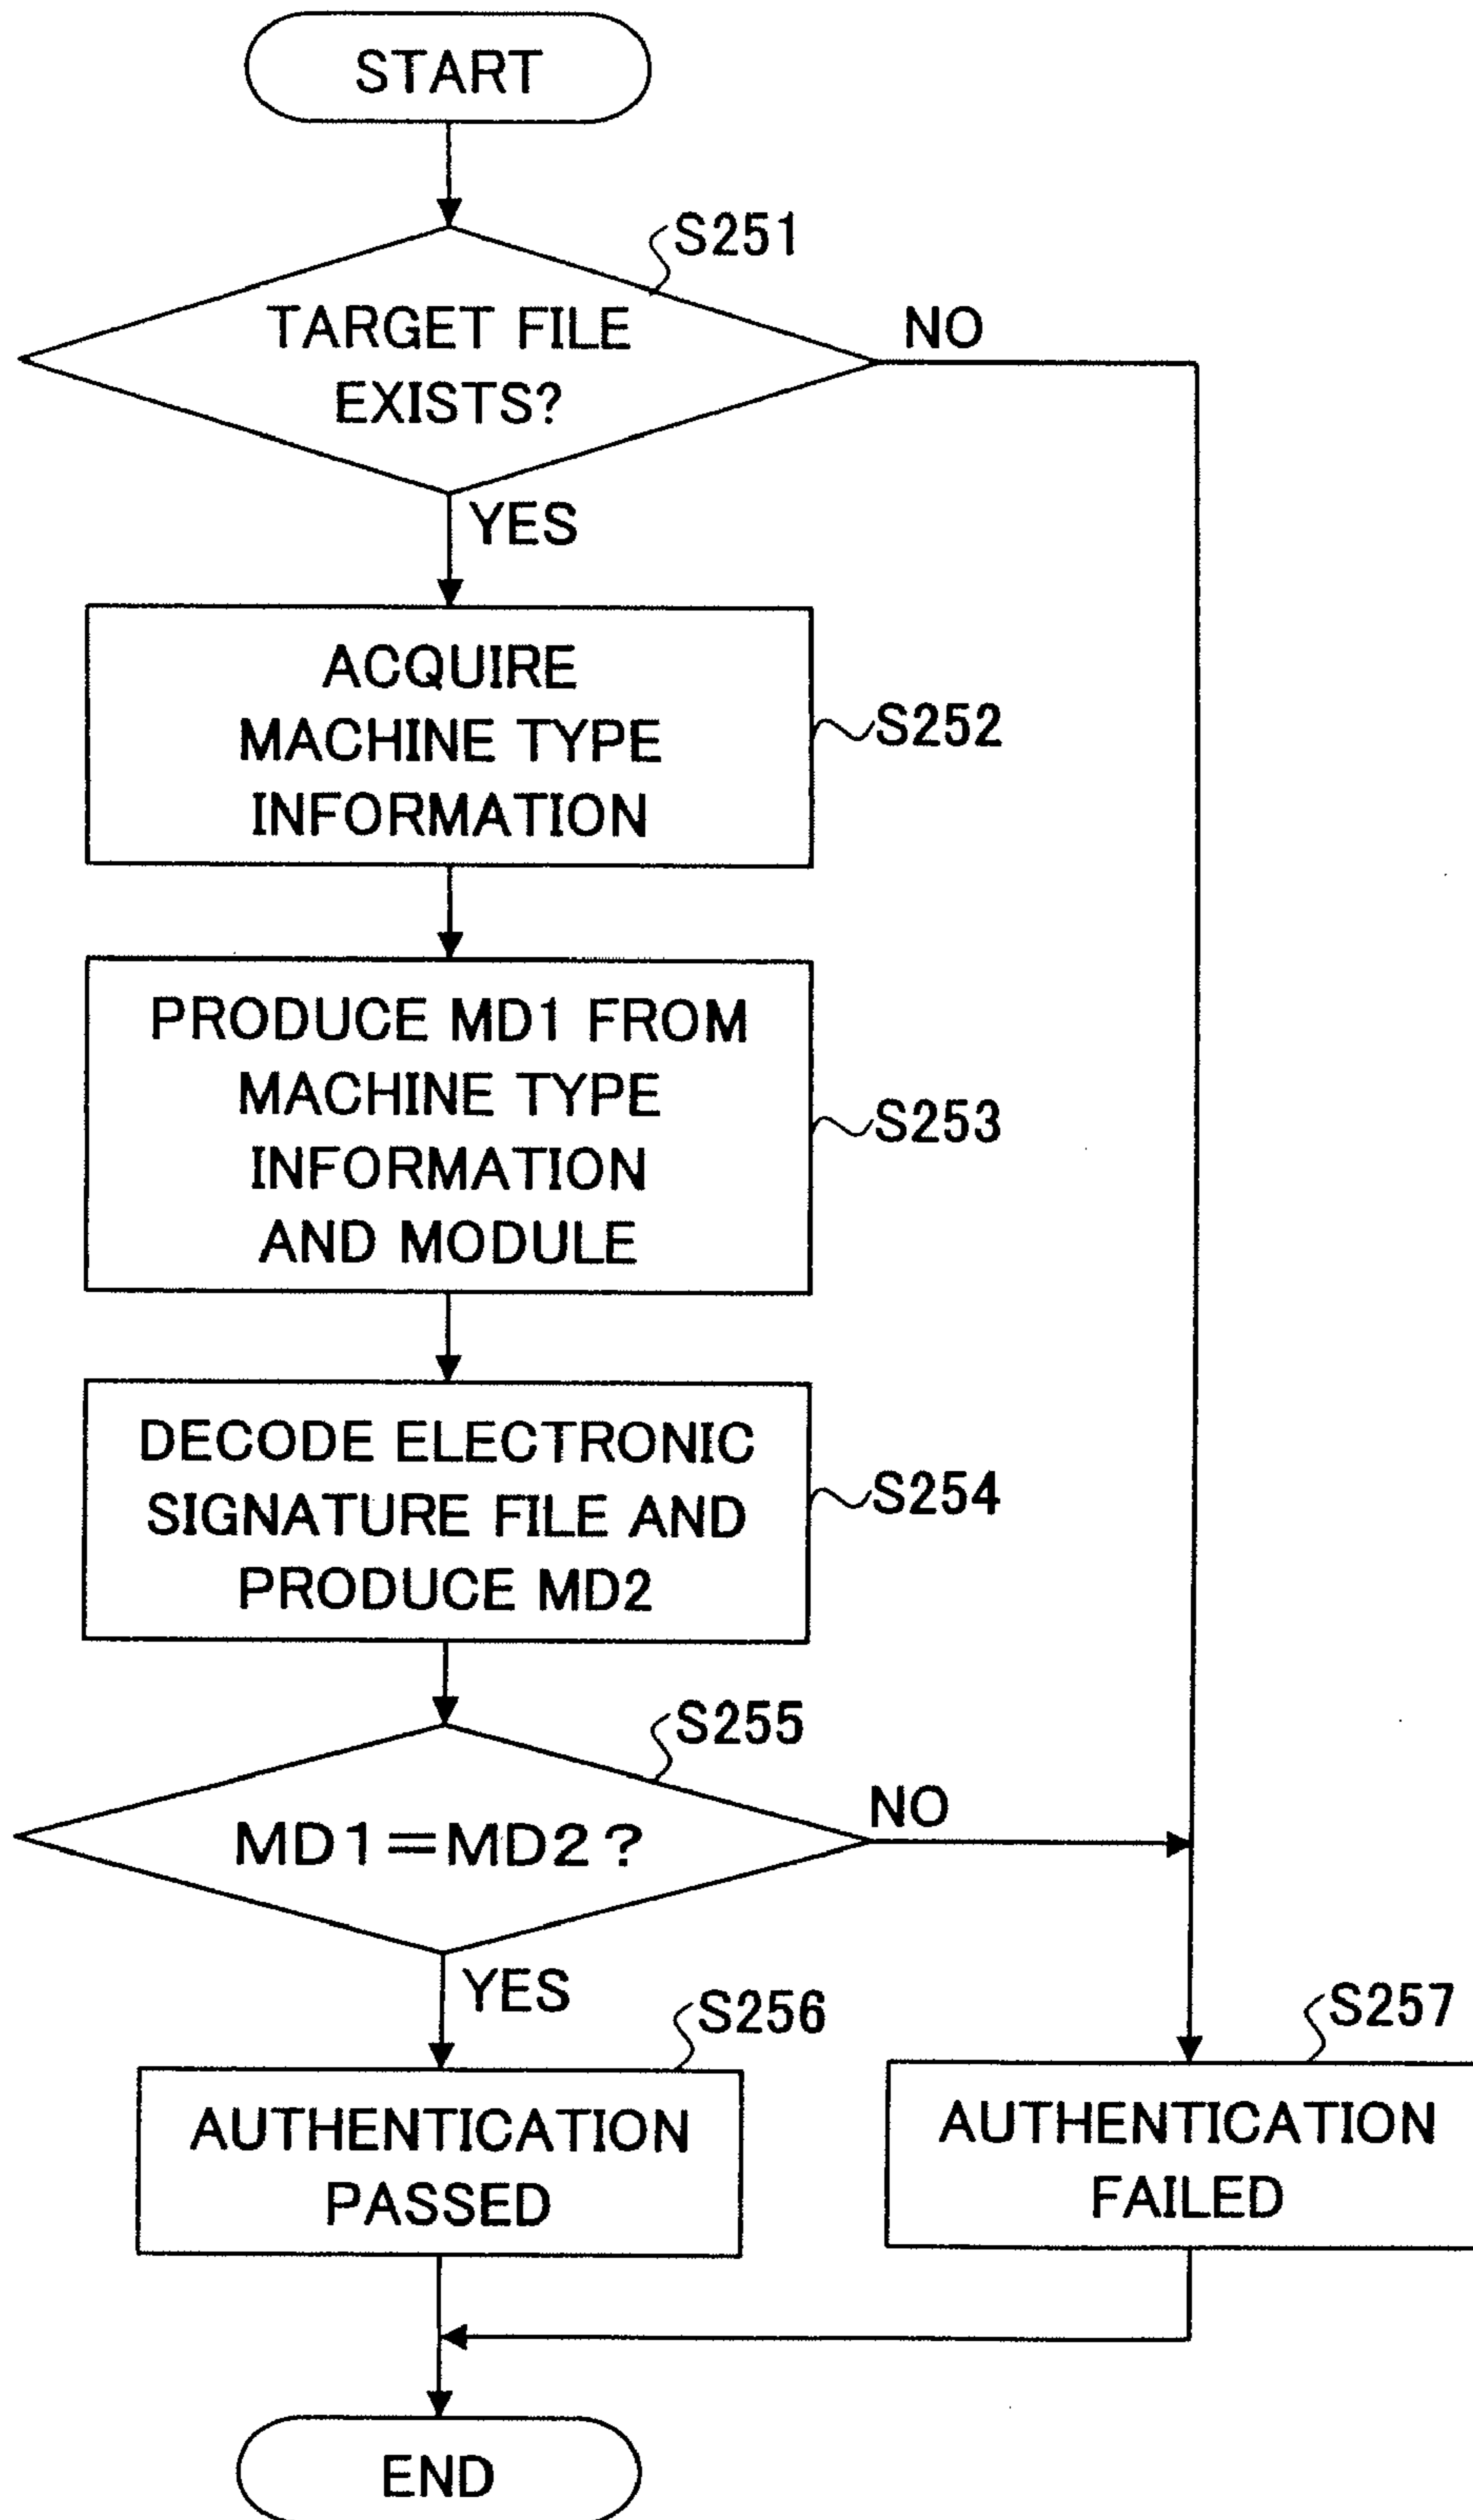 START
S251
TARGET FILE
EXISTS?
NO
YES
ACQUIRE
MACHINE TYPE
INFORMATION
S252
PRODUCE MD1 FROM
MACHINE TYPE
INFORMATION
AND MODULE
S253
DECODE ELECTRONIC
SIGNATURE FILE AND
PRODUCE MD2
S254
S255
MD1=MD2?
NO
YES
S256
S257
AUTHENTICATION
PASSED
AUTHENTICATION
FAILED
END